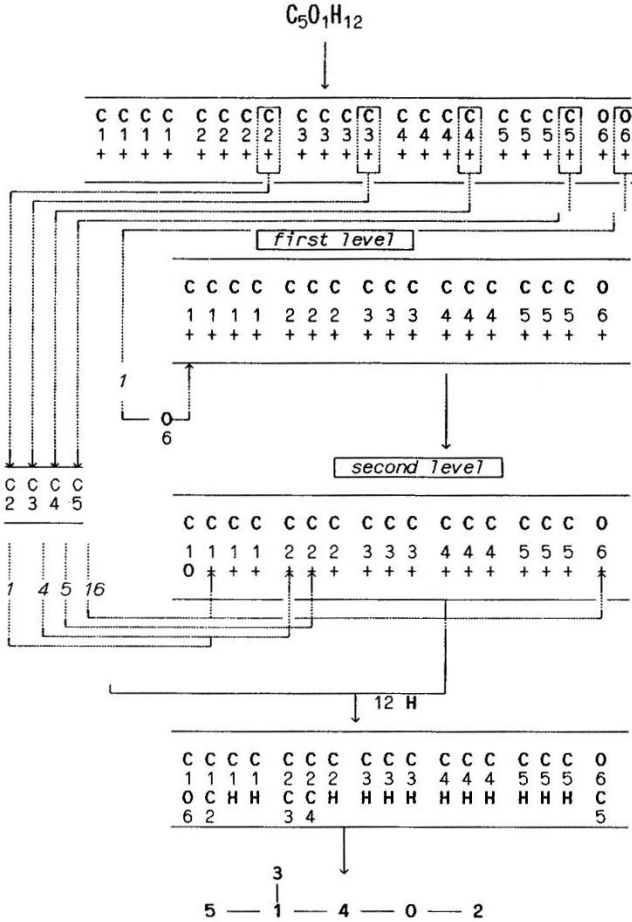 C₅O₁H₁₂
C C C C C C C C C C C C C C C C C C C C O O
1 1 1 1 2 2 2 2 3 3 3 3 4 4 4 4 5 5 5 5 6 6
+ + + + + + + + + + + + + + + + + + + + + +
first level
C C C C C C C C C C C C C C C C O
1 1 1 1 2 2 2 3 3 3 4 4 4 5 5 5 6
+ + + + + + + + + + + + + + + + +
1
O
6
second level
C C C C
2 3 4 5
C C C C C C C C C C C C C C C C O
1 1 1 1 2 2 2 3 3 3 4 4 4 5 5 5 6
O + + + + + + + + + + + + + + + +
1 4 5 16
12 H
C C C C C C C C C C C C C C C C O
1 1 1 1 2 2 2 3 3 3 4 4 4 5 5 5 6
O C H H C C H H H H H H H H H H C
6 2 3 4 5
3
5 — 1 — 4 — O — 2